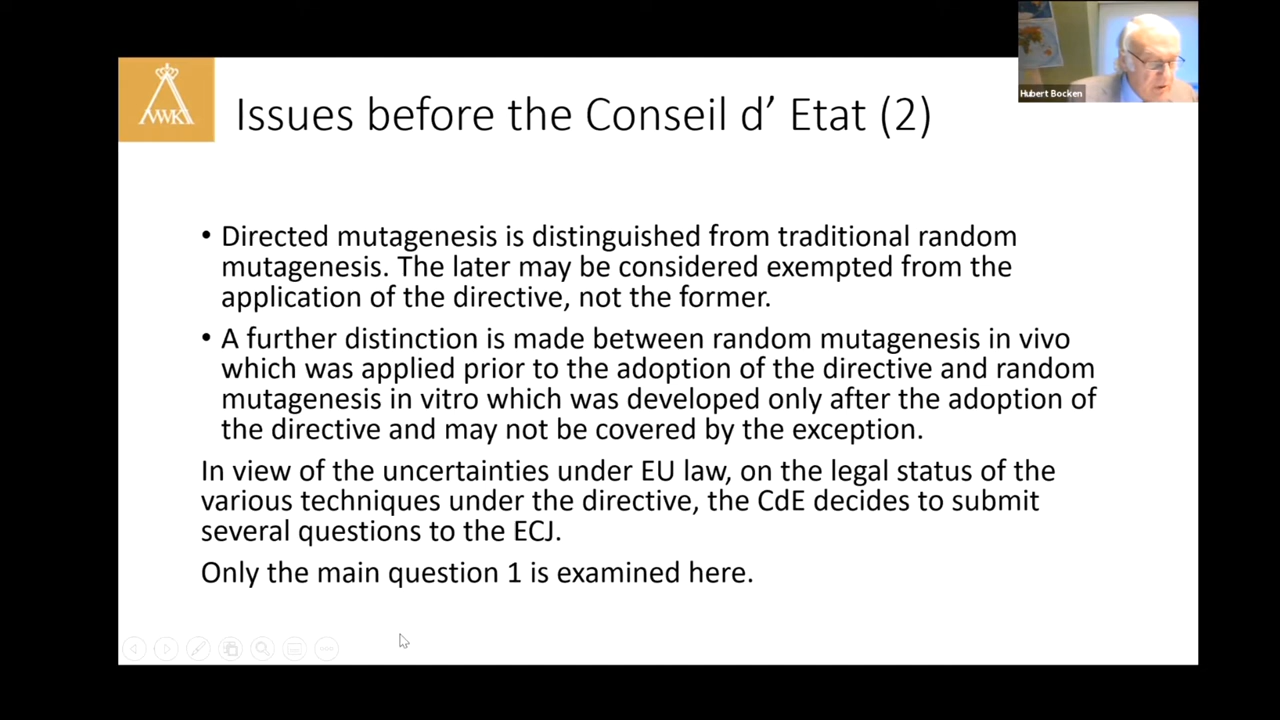 Hubert Bocken
Issues before the Conseil d’ Etat (2)
• Directed mutagenesis is distinguished from traditional random
mutagenesis. The later may be considered exempted from the
application of the directive, not the former.
• A further distinction is made between random mutagenesis in vivo
which was applied prior to the adoption of the directive and random
mutagenesis in vitro which was developed only after the adoption of
the directive and may not be covered by the exception.
In view of the uncertainties under EU law, on the legal status of the
various techniques under the directive, the CdE decides to submit
several questions to the ECJ.
Only the main question 1 is examined here.